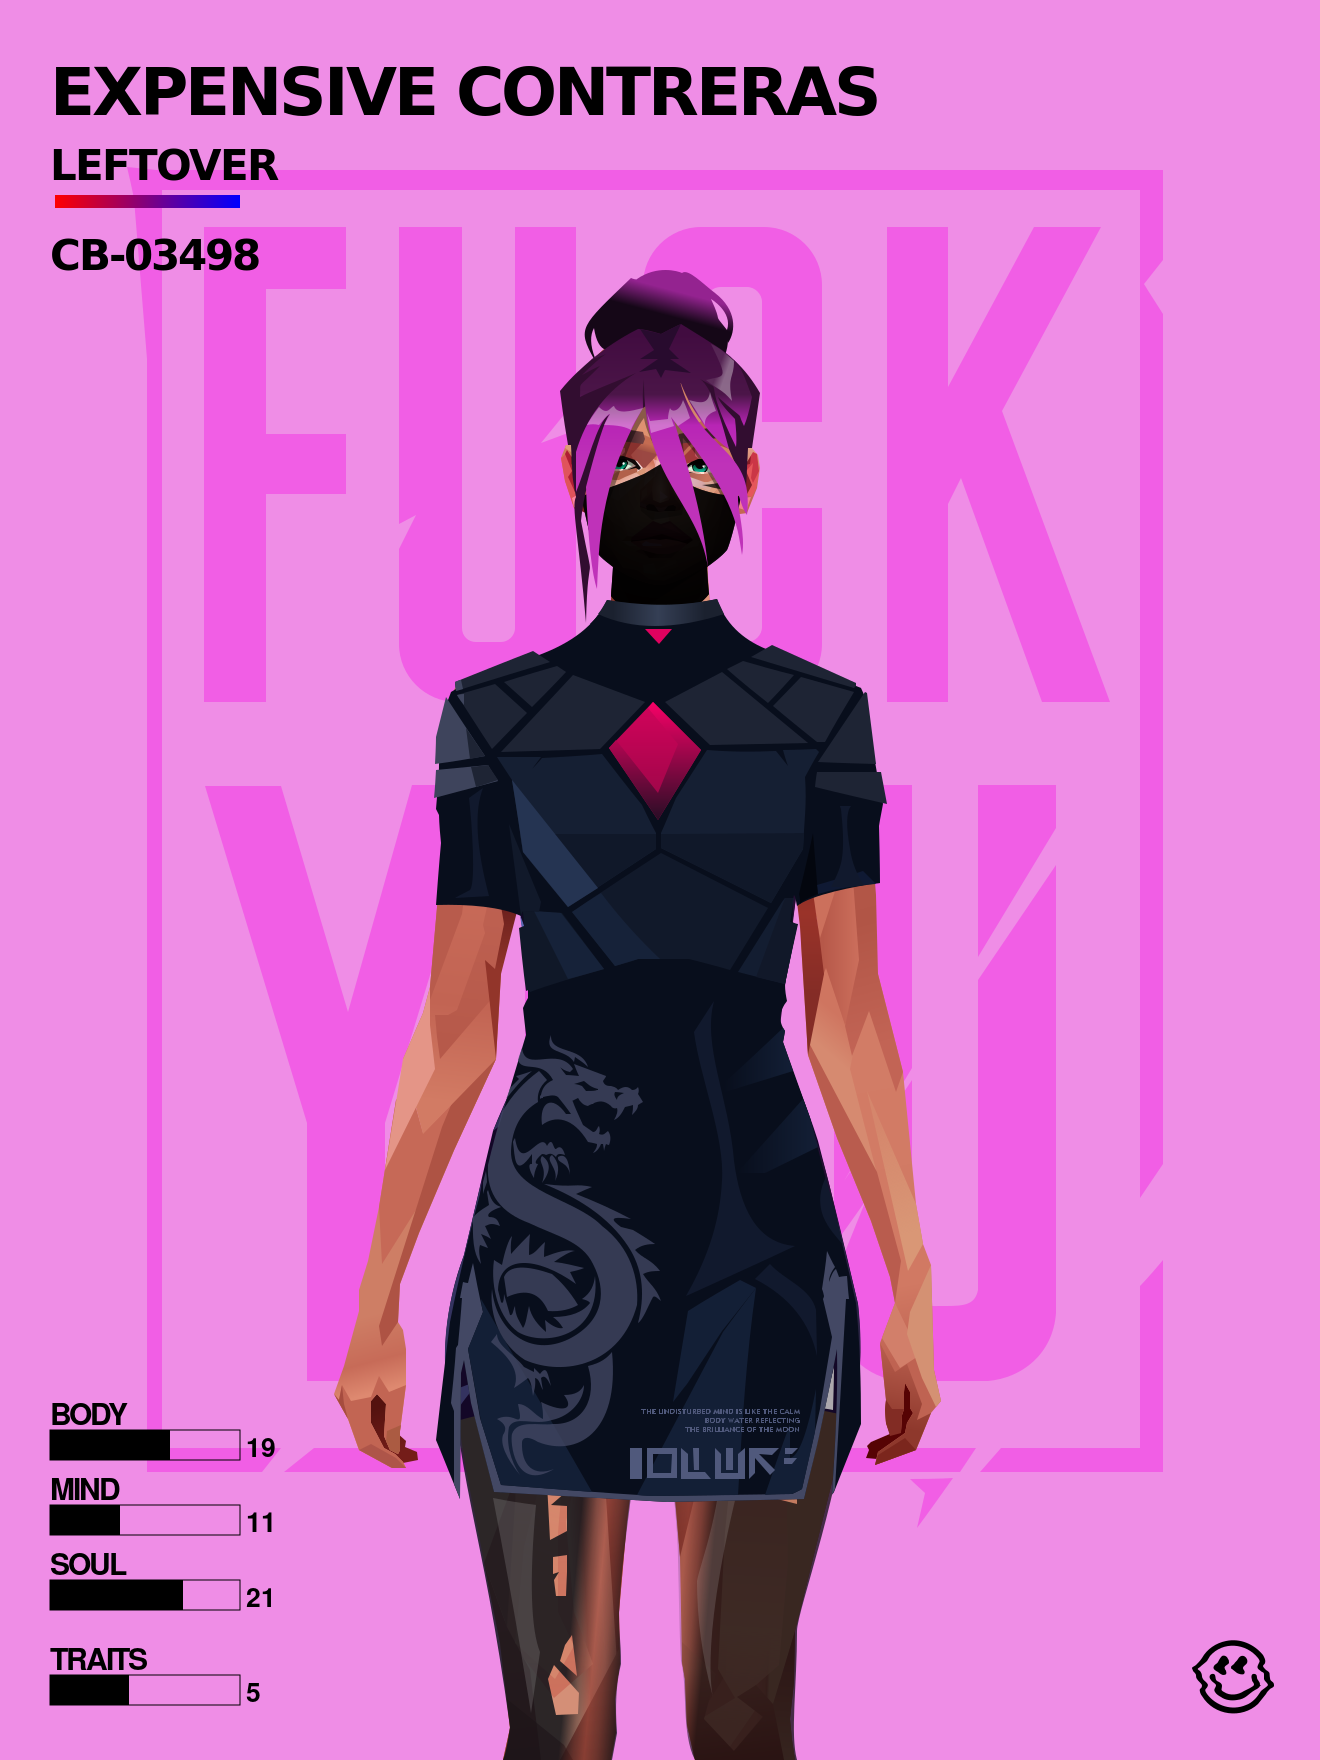 EXPENSIVE CONTRERAS
LEFTOVER
CB-03498
FUCK
YOU
BODY
19
MIND
11
SOUL
21
TRAITS
5
THE UNDISTURBED MIND IS LIKE THE CALM
BODY WATER REFLECTING
THE BRILLIANCE OF THE MOON